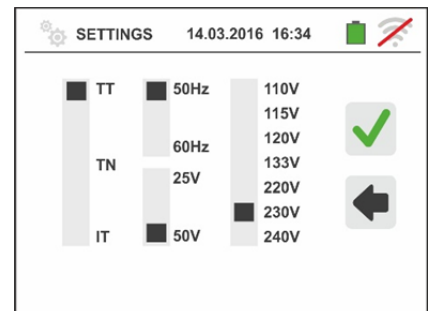 SETTINGS 14.03.2016 16:34
TT 50Hz 110V
115V
120V
60Hz
TN 133V
25V
220V
230V
IT 50V 240V